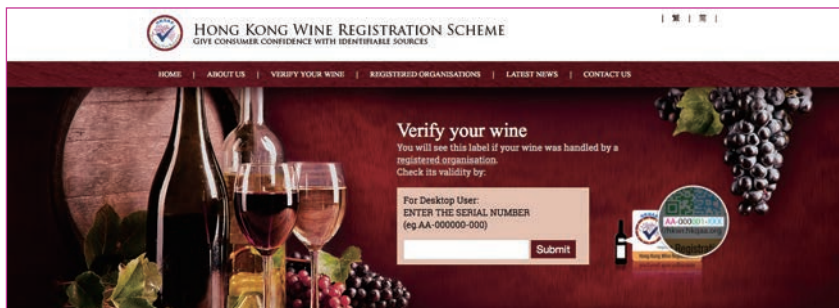 HONG KONG WINE REGISTRATION SCHEME
GIVE CONSUMER CONFIDENCE WITH IDENTIFIABLE SOURCES
| 繁 | 简 |
HOME | ABOUT US | VERIFY YOUR WINE | REGISTERED ORGANISATIONS | LATEST NEWS | CONTACT US
Verify your wine
You will see this label if your wine was handled by a
registered organisation.
Check its validity by:
For Desktop User:
ENTER THE SERIAL NUMBER
(eg.AA-000000-000)
Submit
AA-000001-XXX